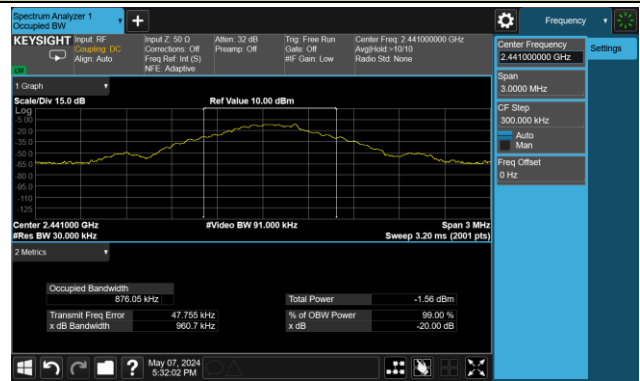 Spectrum Analyzer 1
Occupied BW
Frequency
KEYSIGHT
Input: RF
Coupling: DC
Align: Auto
Input Z: 50 Ω
Corrections: Off
Freq Ref: Int (S)
NFE: Adaptive
Atten: 32 dB
Preamp: Off
Trig: Free Run
Gate: Off
#IF Gain: Low
Center Freq: 2.441000000 GHz
Avg|Hold:>10/10
Radio Std: None
Center Frequency
2.441000000 GHz
Settings
Span
3.0000 MHz
CF Step
300.000 kHz
Auto
Man
Freq Offset
0 Hz
1 Graph
Scale/Div 15.0 dB
Ref Value 10.00 dBm
Log
-5.00
-20.0
-35.0
-50.0
-65.0
-80.0
-95.0
-110
-125
Center 2.441000 GHz
#Video BW 91.000 kHz
Span 3 MHz
#Res BW 30.000 kHz
Sweep 3.20 ms (2001 pts)
2 Metrics
Occupied Bandwidth
876.05 kHz
Total Power
-1.56 dBm
Transmit Freq Error
47.755 kHz
% of OBW Power
99.00 %
x dB Bandwidth
960.7 kHz
x dB
-20.00 dB
May 07, 2024
5:32:02 PM